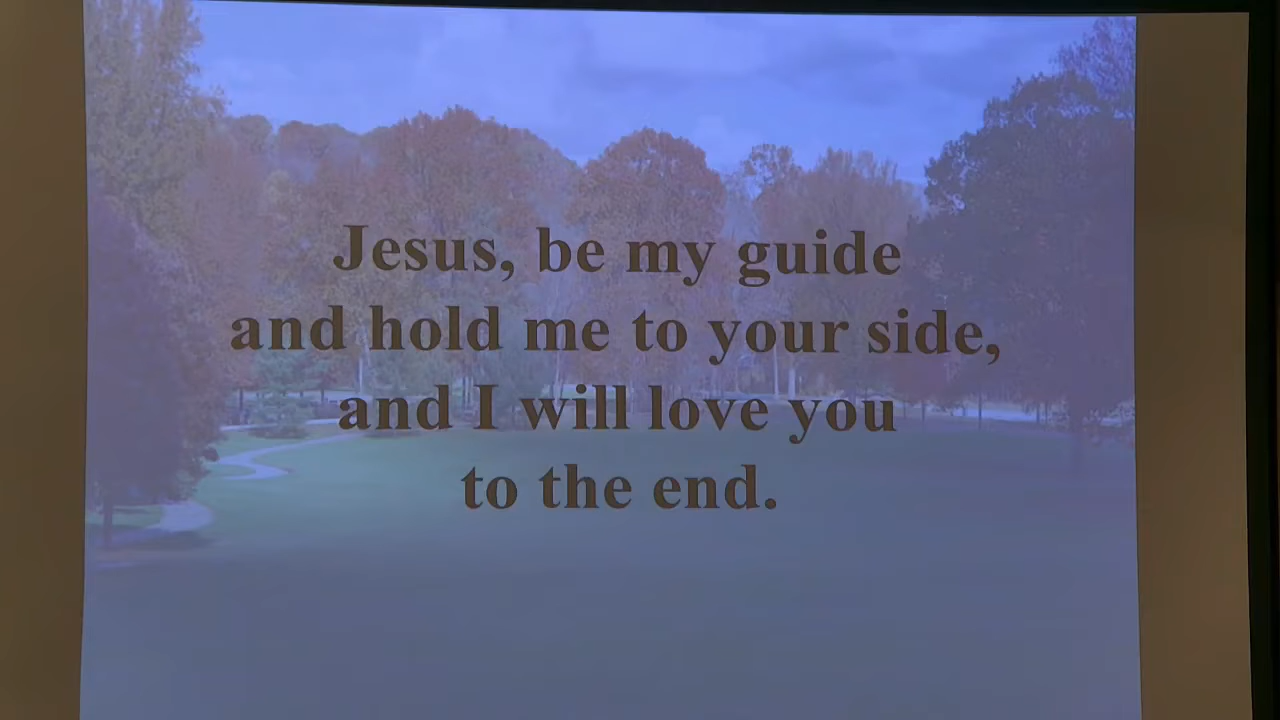 Jesus, be my guide
and hold me to your side,
and I will love you
to the end.